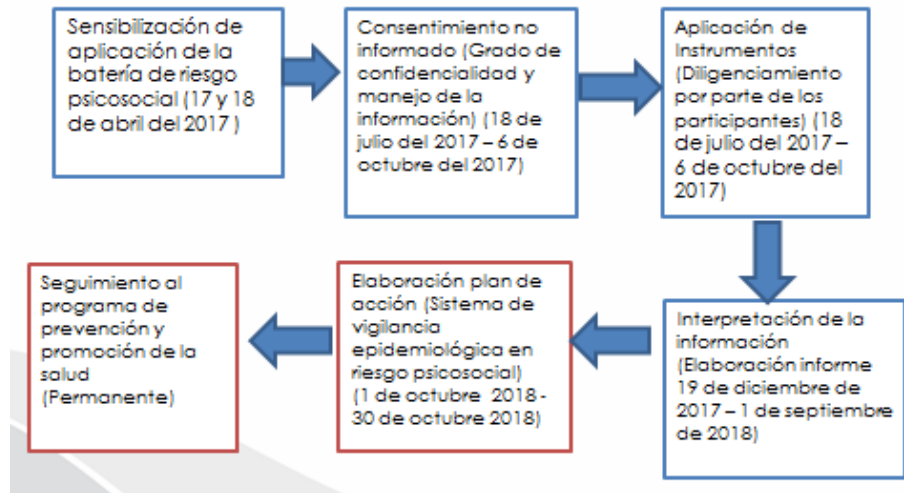 Sensibilización de
aplicación de la
batería de riesgo
psicosocial (17 y 18
de abril del 2017 )
Consentimiento no
informado (Grado de
confidencialidad y
manejo de la
información) (18 de
julio del 2017 – 6 de
octubre del 2017)
Aplicación de
Instrumentos
(Diligenciamiento
por parte de los
participantes) (18
de julio del 2017 –
6 de octubre del
2017)
Interpretación de la
información
(Elaboración informe
19 de diciembre de
2017 – 1 de septiembre
de 2018)
Elaboración plan de
acción (Sistema de
vigilancia
epidemiológica en
riesgo psicosocial)
(1 de octubre 2018 -
30 de octubre 2018)
Seguimiento al
programa de
prevención y
promoción de la
salud
(Permanente)